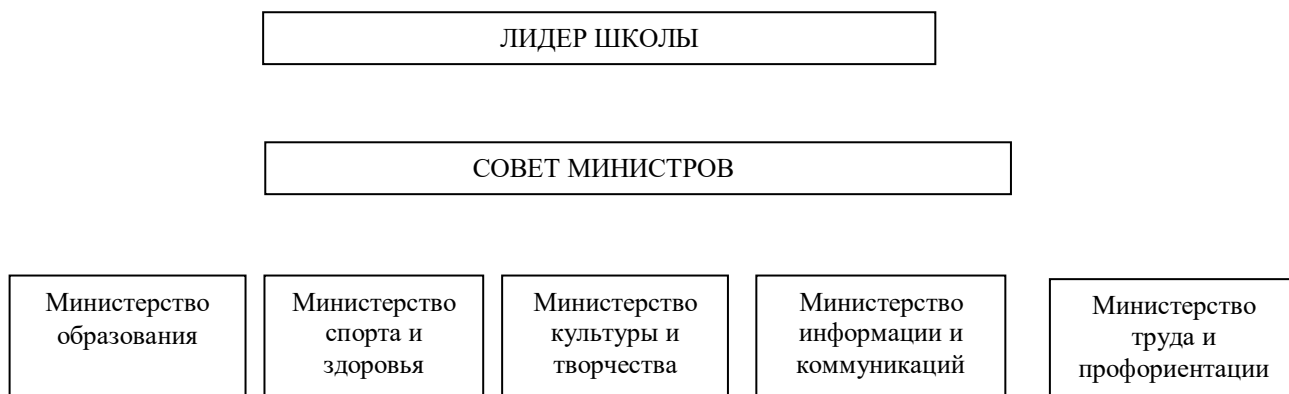 ЛИДЕР ШКОЛЫ
СОВЕТ МИНИСТРОВ
Министерство
образования
Министерство
спорта и
здоровья
Министерство
культуры и
творчества
Министерство
информации и
коммуникаций
Министерство
труда и
профориентации